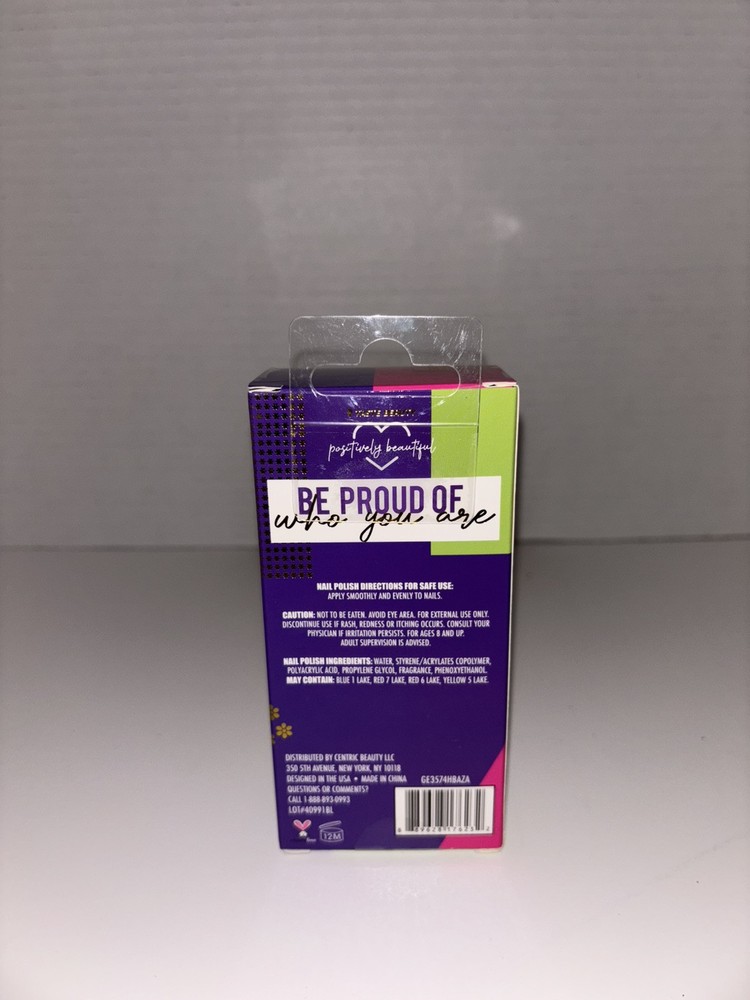 TASTE BEAUTY
positively beautiful
BE PROUD OF
who you are
NAIL POLISH DIRECTIONS FOR SAFE USE:
APPLY SMOOTHLY AND EVENLY TO NAILS.
CAUTION: NOT TO BE EATEN. AVOID EYE AREA. FOR EXTERNAL USE ONLY.
DISCONTINUE USE IF RASH, REDNESS OR ITCHING OCCURS. CONSULT YOUR
PHYSICIAN IF IRRITATION PERSISTS. FOR AGES 8 AND UP.
ADULT SUPERVISION IS ADVISED.
NAIL POLISH INGREDIENTS: WATER, STYRENE/ACRYLATES COPOLYMER,
POLYACRYLIC ACID, PROPYLENE GLYCOL, FRAGRANCE, PHENOXYETHANOL.
MAY CONTAIN: BLUE 1 LAKE, RED 7 LAKE, RED 6 LAKE, YELLOW 5 LAKE.
DISTRIBUTED BY CENTRIC BEAUTY LLC
350 5TH AVENUE, NEW YORK, NY 10118
DESIGNED IN THE USA • MADE IN CHINA GE3574HBAZA
QUESTIONS OR COMMENTS?
CALL 1-888-893-0993
LOT#40991BL
12M